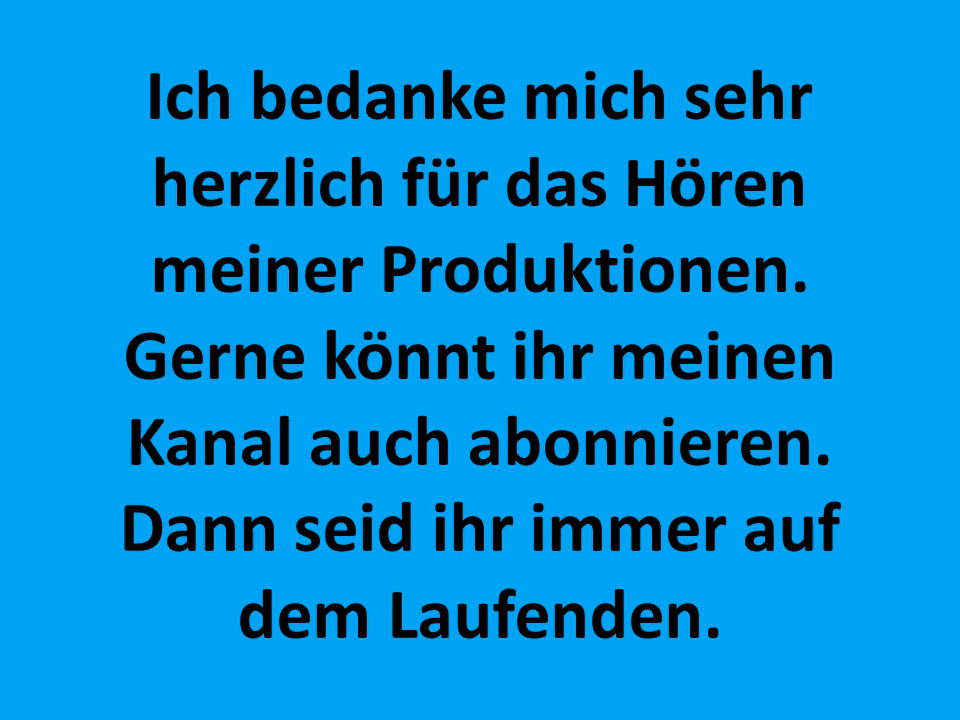 Ich bedanke mich sehr
herzlich für das Hören
meiner Produktionen.
Gerne könnt ihr meinen
Kanal auch abonnieren.
Dann seid ihr immer auf
dem Laufenden.